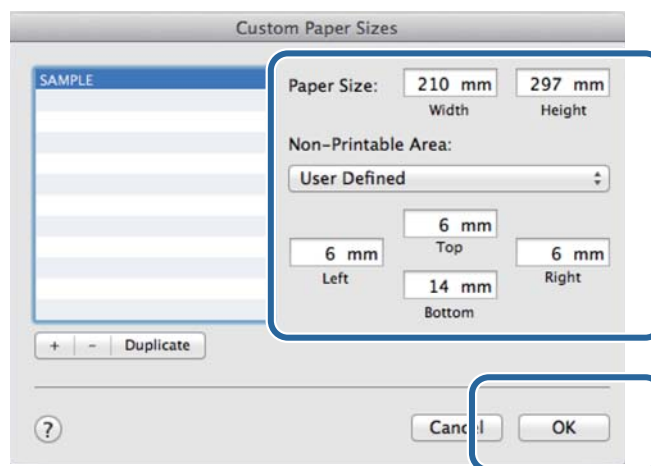 Custom Paper Sizes
SAMPLE
Paper Size:
210 mm
297 mm
Width
Height
Non-Printable Area:
User Defined
6 mm
Top
6 mm
Left
6 mm
Right
14 mm
Bottom
+ - Duplicate
?
Cancel
OK